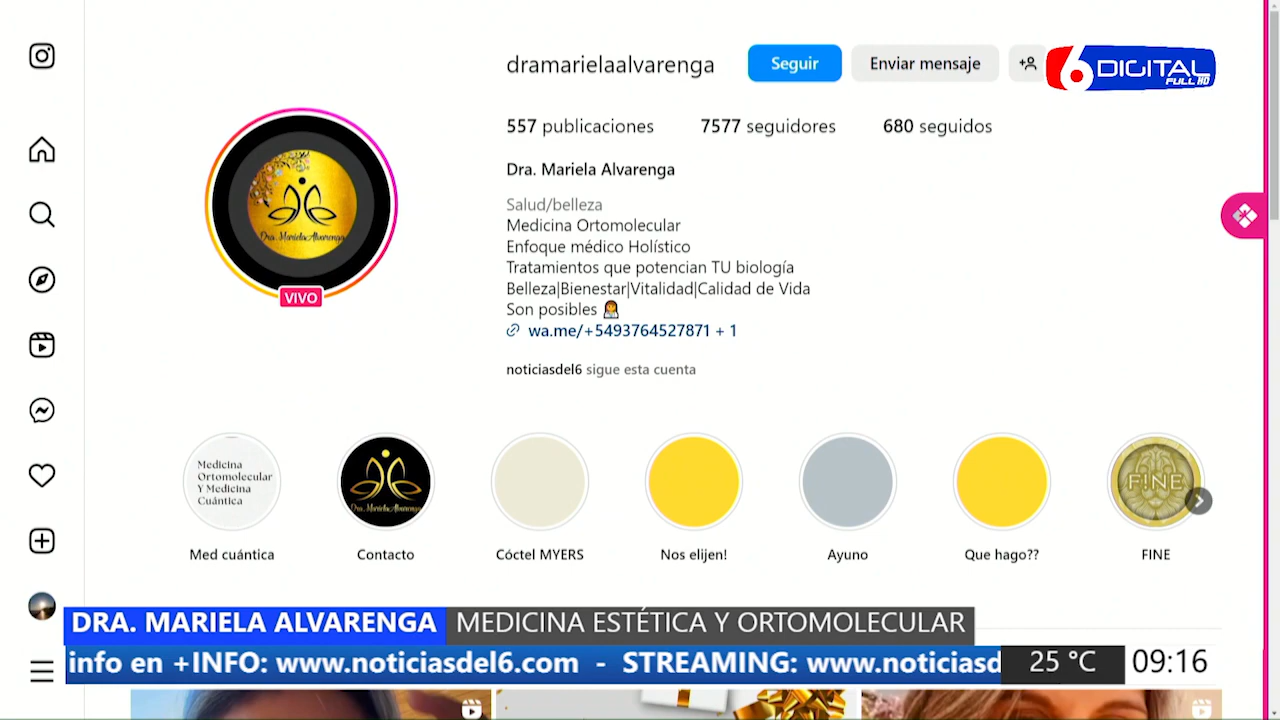 dramarielaalvarenga
Seguir
Enviar mensaje
6 DIGITAL
FULL HD
557 publicaciones
7577 seguidores
680 seguidos
Dra. Mariela Alvarenga
Salud/belleza
Medicina Ortomolecular
Enfoque médico Holístico
Tratamientos que potencian TU biología
Belleza|Bienestar|Vitalidad|Calidad de Vida
Son posibles
wa.me/+5493764527871 + 1
noticiasdel6 sigue esta cuenta
Dra. Mariela Alvarenga
VIVO
Medicina
Ortomolecular
Y Medicina
Cuántica
Dra. Mariela Alvarenga
F!NE
Med cuántica
Contacto
Cóctel MYERS
Nos elijen!
Ayuno
Que hago??
FINE
DRA. MARIELA ALVARENGA
MEDICINA ESTÉTICA Y ORTOMOLECULAR
info en +INFO: www.noticiasdel6.com - STREAMING: www.noticiasd
25 °C
09:16